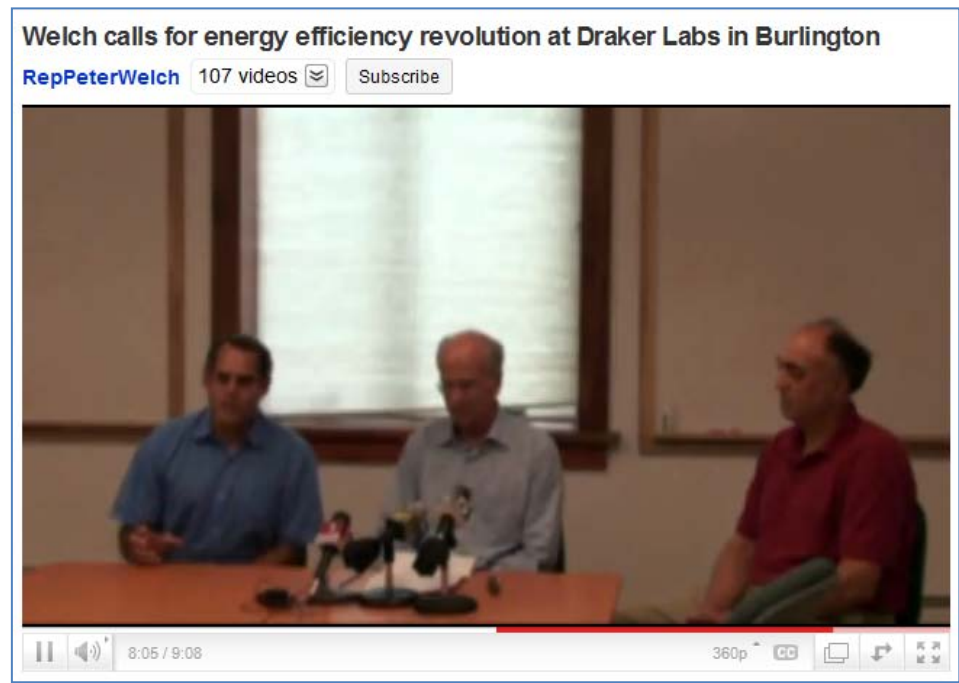 Welch calls for energy efficiency revolution at Draker Labs in Burlington
RepPeterWelch 107 videos Subscribe
8:05 / 9:08 360p CC